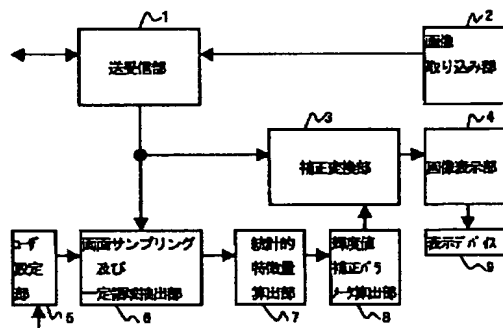 1
送受信部
2
画像
取り込み部
3
補正変換部
4
画像表示部
ユーザ
設定
部
5
画面サンプリング
及び
一定領域検出部
6
統計的
特徴量
算出部
7
輝度値
補正パラ
メータ算出部
8
表示デバイス
9